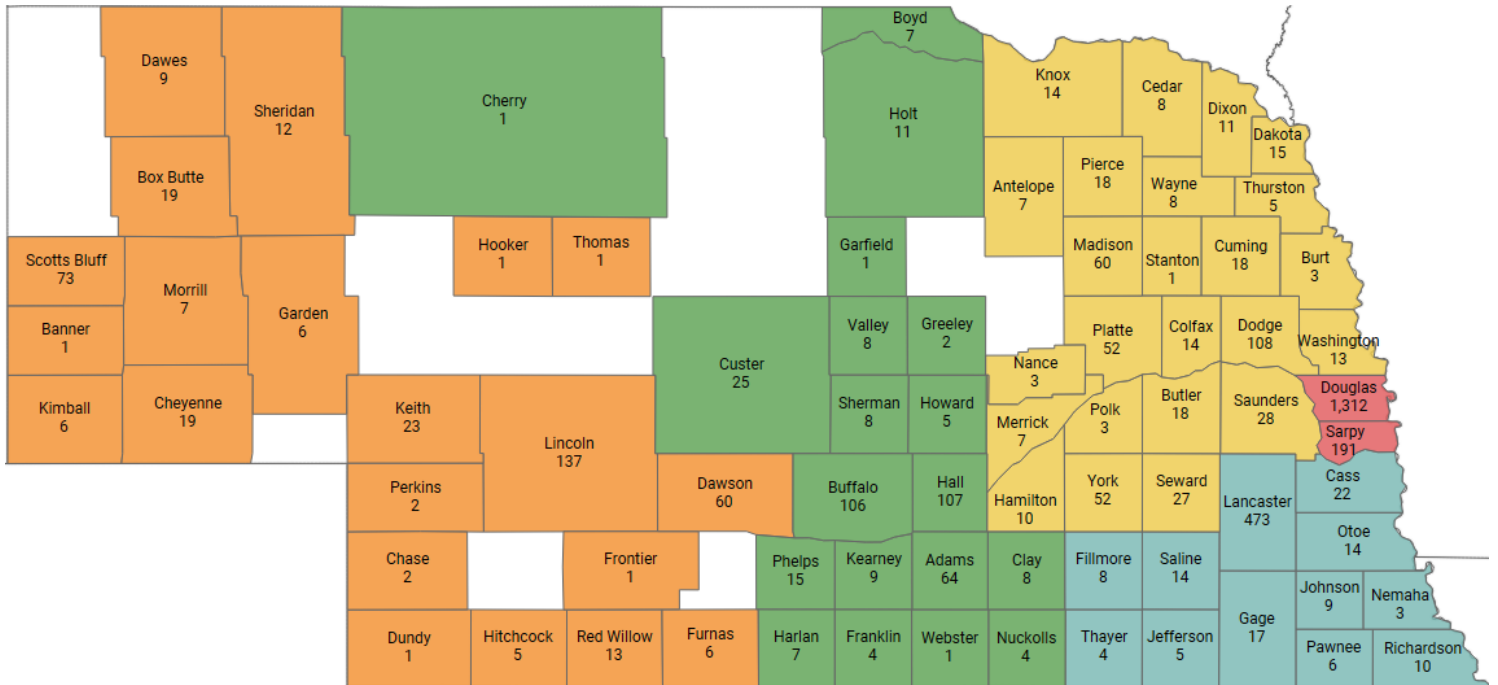 Boyd
7
Dawes
9
Sheridan
12
Cherry
1
Holt
11
Knox
14
Cedar
8
Dixon
11
Dakota
15
Box Butte
19
Antelope
7
Pierce
18
Wayne
8
Thurston
5
Scotts Bluff
73
Morrill
7
Garden
6
Hooker
1
Thomas
1
Garfield
1
Madison
60
Stanton
1
Cuming
18
Burt
3
Banner
1
Custer
25
Valley
8
Greeley
2
Platte
52
Colfax
14
Dodge
108
Washington
13
Nance
3
Kimball
6
Cheyenne
19
Keith
23
Lincoln
137
Sherman
8
Howard
5
Merrick
7
Polk
3
Butler
18
Saunders
28
Douglas
1,312
Sarpy
191
Perkins
2
Dawson
60
Buffalo
106
Hall
107
Hamilton
10
York
52
Seward
27
Lancaster
473
Cass
22
Otoe
14
Chase
2
Frontier
1
Phelps
15
Kearney
9
Adams
64
Clay
8
Fillmore
8
Saline
14
Gage
17
Johnson
9
Nemaha
3
Dundy
1
Hitchcock
5
Red Willow
13
Furnas
6
Harlan
7
Franklin
4
Webster
1
Nuckolls
4
Thayer
4
Jefferson
5
Pawnee
6
Richardson
10